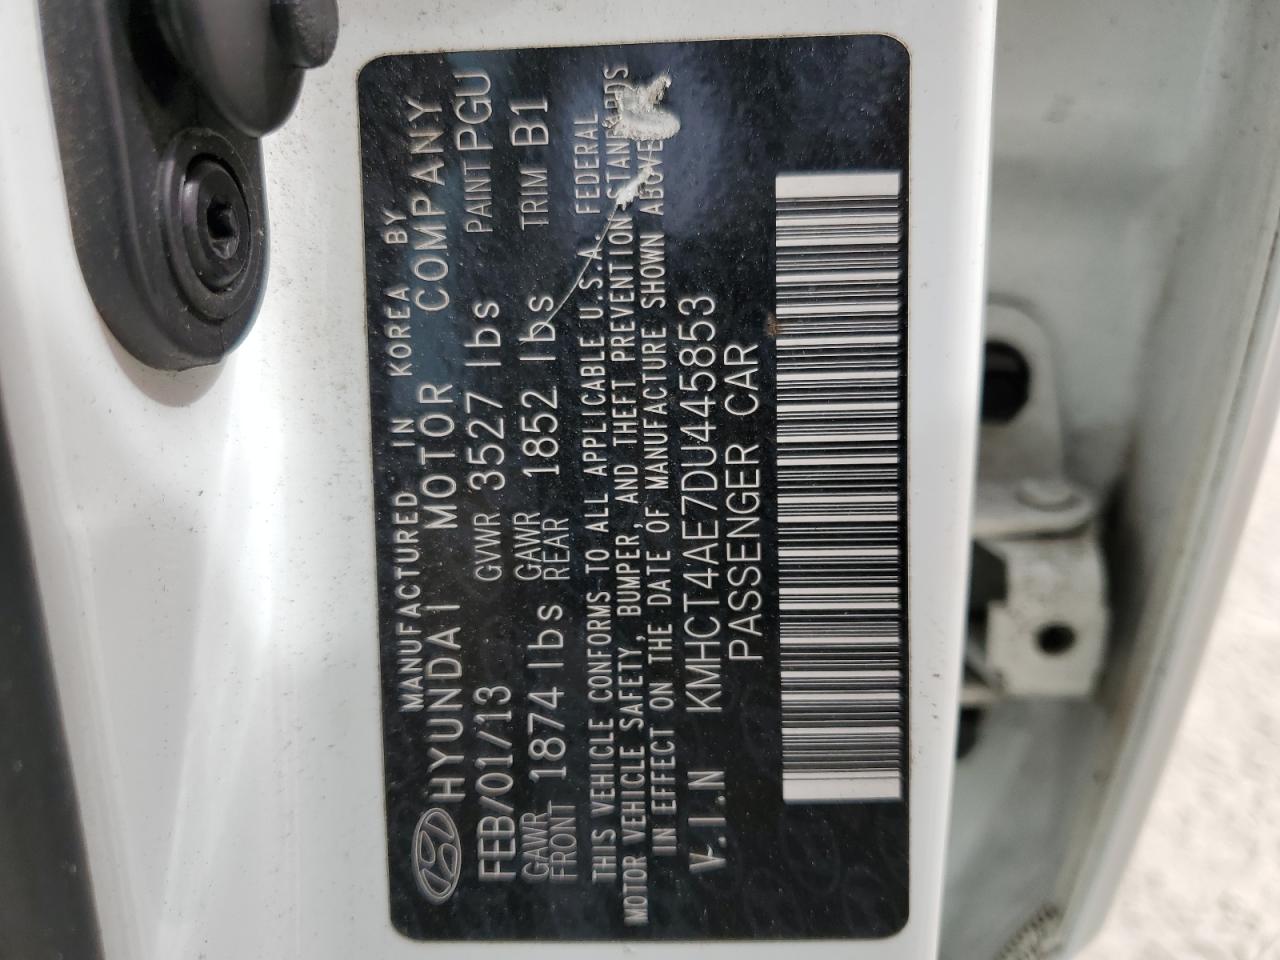 MANUFACTURED IN KOREA BY
HYUNDAI MOTOR COMPANY
FEB/01/13 GVWR 3527 lbs PAINT PGU
GAWR FRONT 1874 lbs GAWR REAR 1852 lbs TRIM B1
THIS VEHICLE CONFORMS TO ALL APPLICABLE U.S.A. FEDERAL
MOTOR VEHICLE SAFETY, BUMPER, AND THEFT PREVENTION STANDARDS
IN EFFECT ON THE DATE OF MANUFACTURE SHOWN ABOVE
V.I.N KMHCT4AE7DU445853
PASSENGER CAR